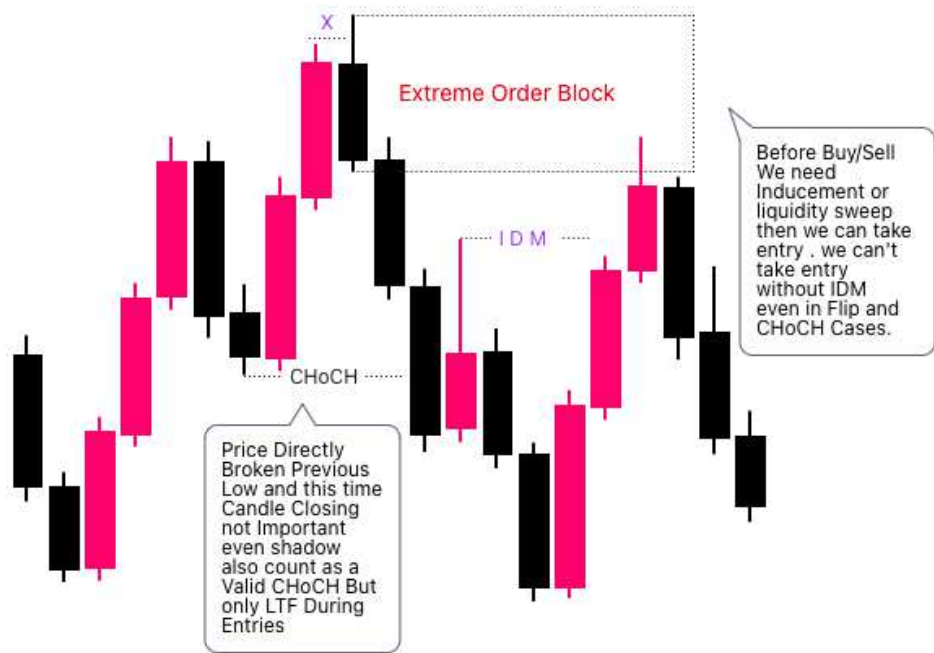 X
Extreme Order Block
Before Buy/Sell
We need
Inducement or
liquidity sweep
then we can take
entry . we can't
take entry
without IDM
even in Flip and
CHoCH Cases.
I D M
CHoCH
Price Directly
Broken Previous
Low and this time
Candle Closing
not Important
even shadow
also count as a
Valid CHoCH But
only LTF During
Entries